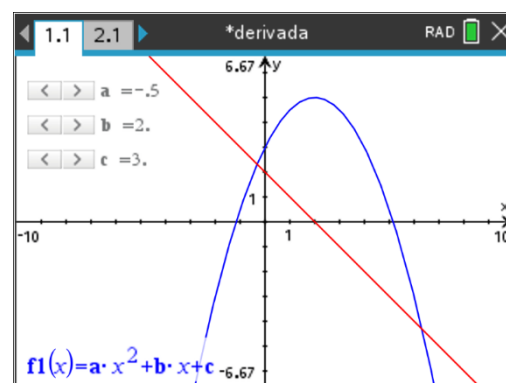 1.1 2.1 *derivada RAD
6.67 y
< > a =-.5
< > b =2.
< > c =3.
1
x
-10 1 10
f1(x)=a· x²+b· x+c -6.67